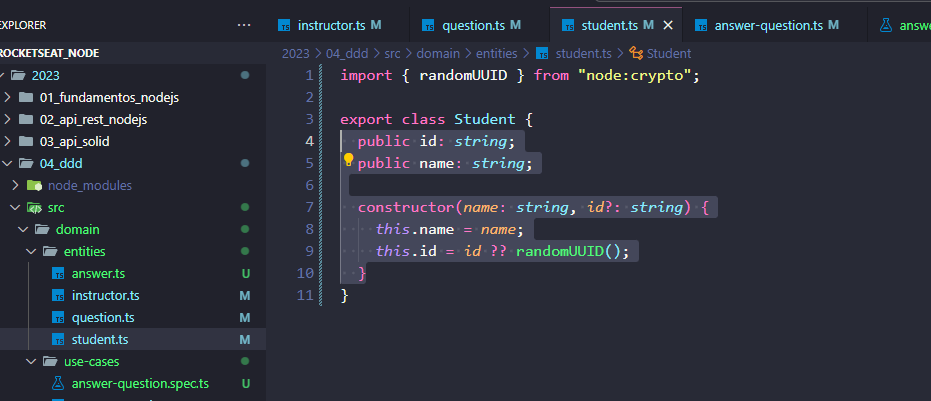 EXPLORER
...
instructor.ts M
question.ts M
student.ts M
answer-question.ts M
answ
ROCKETSEAT_NODE
2023 > 04_ddd > src > domain > entities > student.ts > Student
2023
01_fundamentos_nodejs
02_api_rest_nodejs
03_api_solid
04_ddd
node_modules
src
domain
entities
answer.ts U
instructor.ts M
question.ts M
student.ts M
use-cases
answer-question.spec.ts U
1 import { randomUUID } from "node:crypto";
2
3 export class Student {
4 public id: string;
5 public name: string;
6
7 constructor(name: string, id?: string) {
8 this.name = name;
9 this.id = id ?? randomUUID();
10 }
11 }